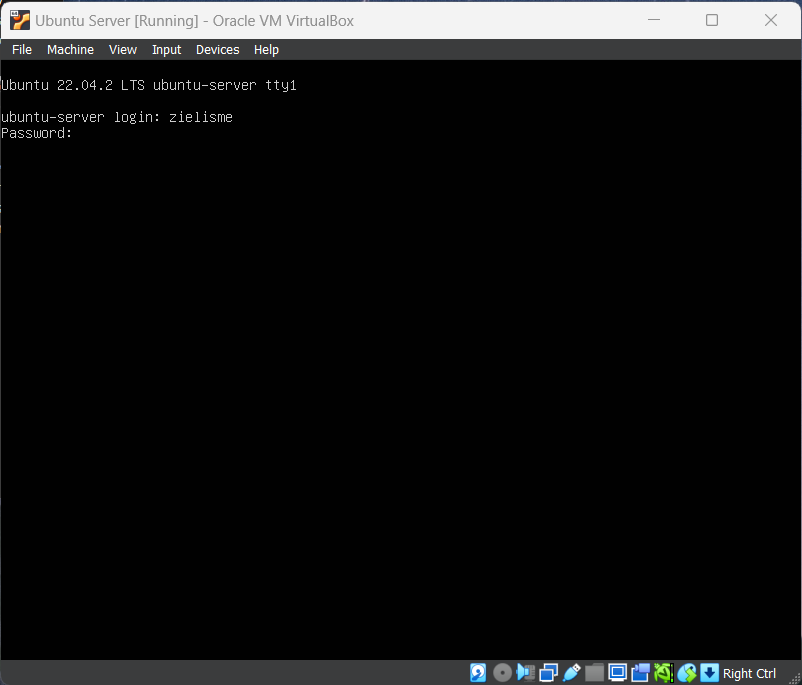 Ubuntu Server [Running] - Oracle VM VirtualBox
File Machine View Input Devices Help
Ubuntu 22.04.2 LTS ubuntu-server tty1
ubuntu-server login: zielisme
Password:
Right Ctrl